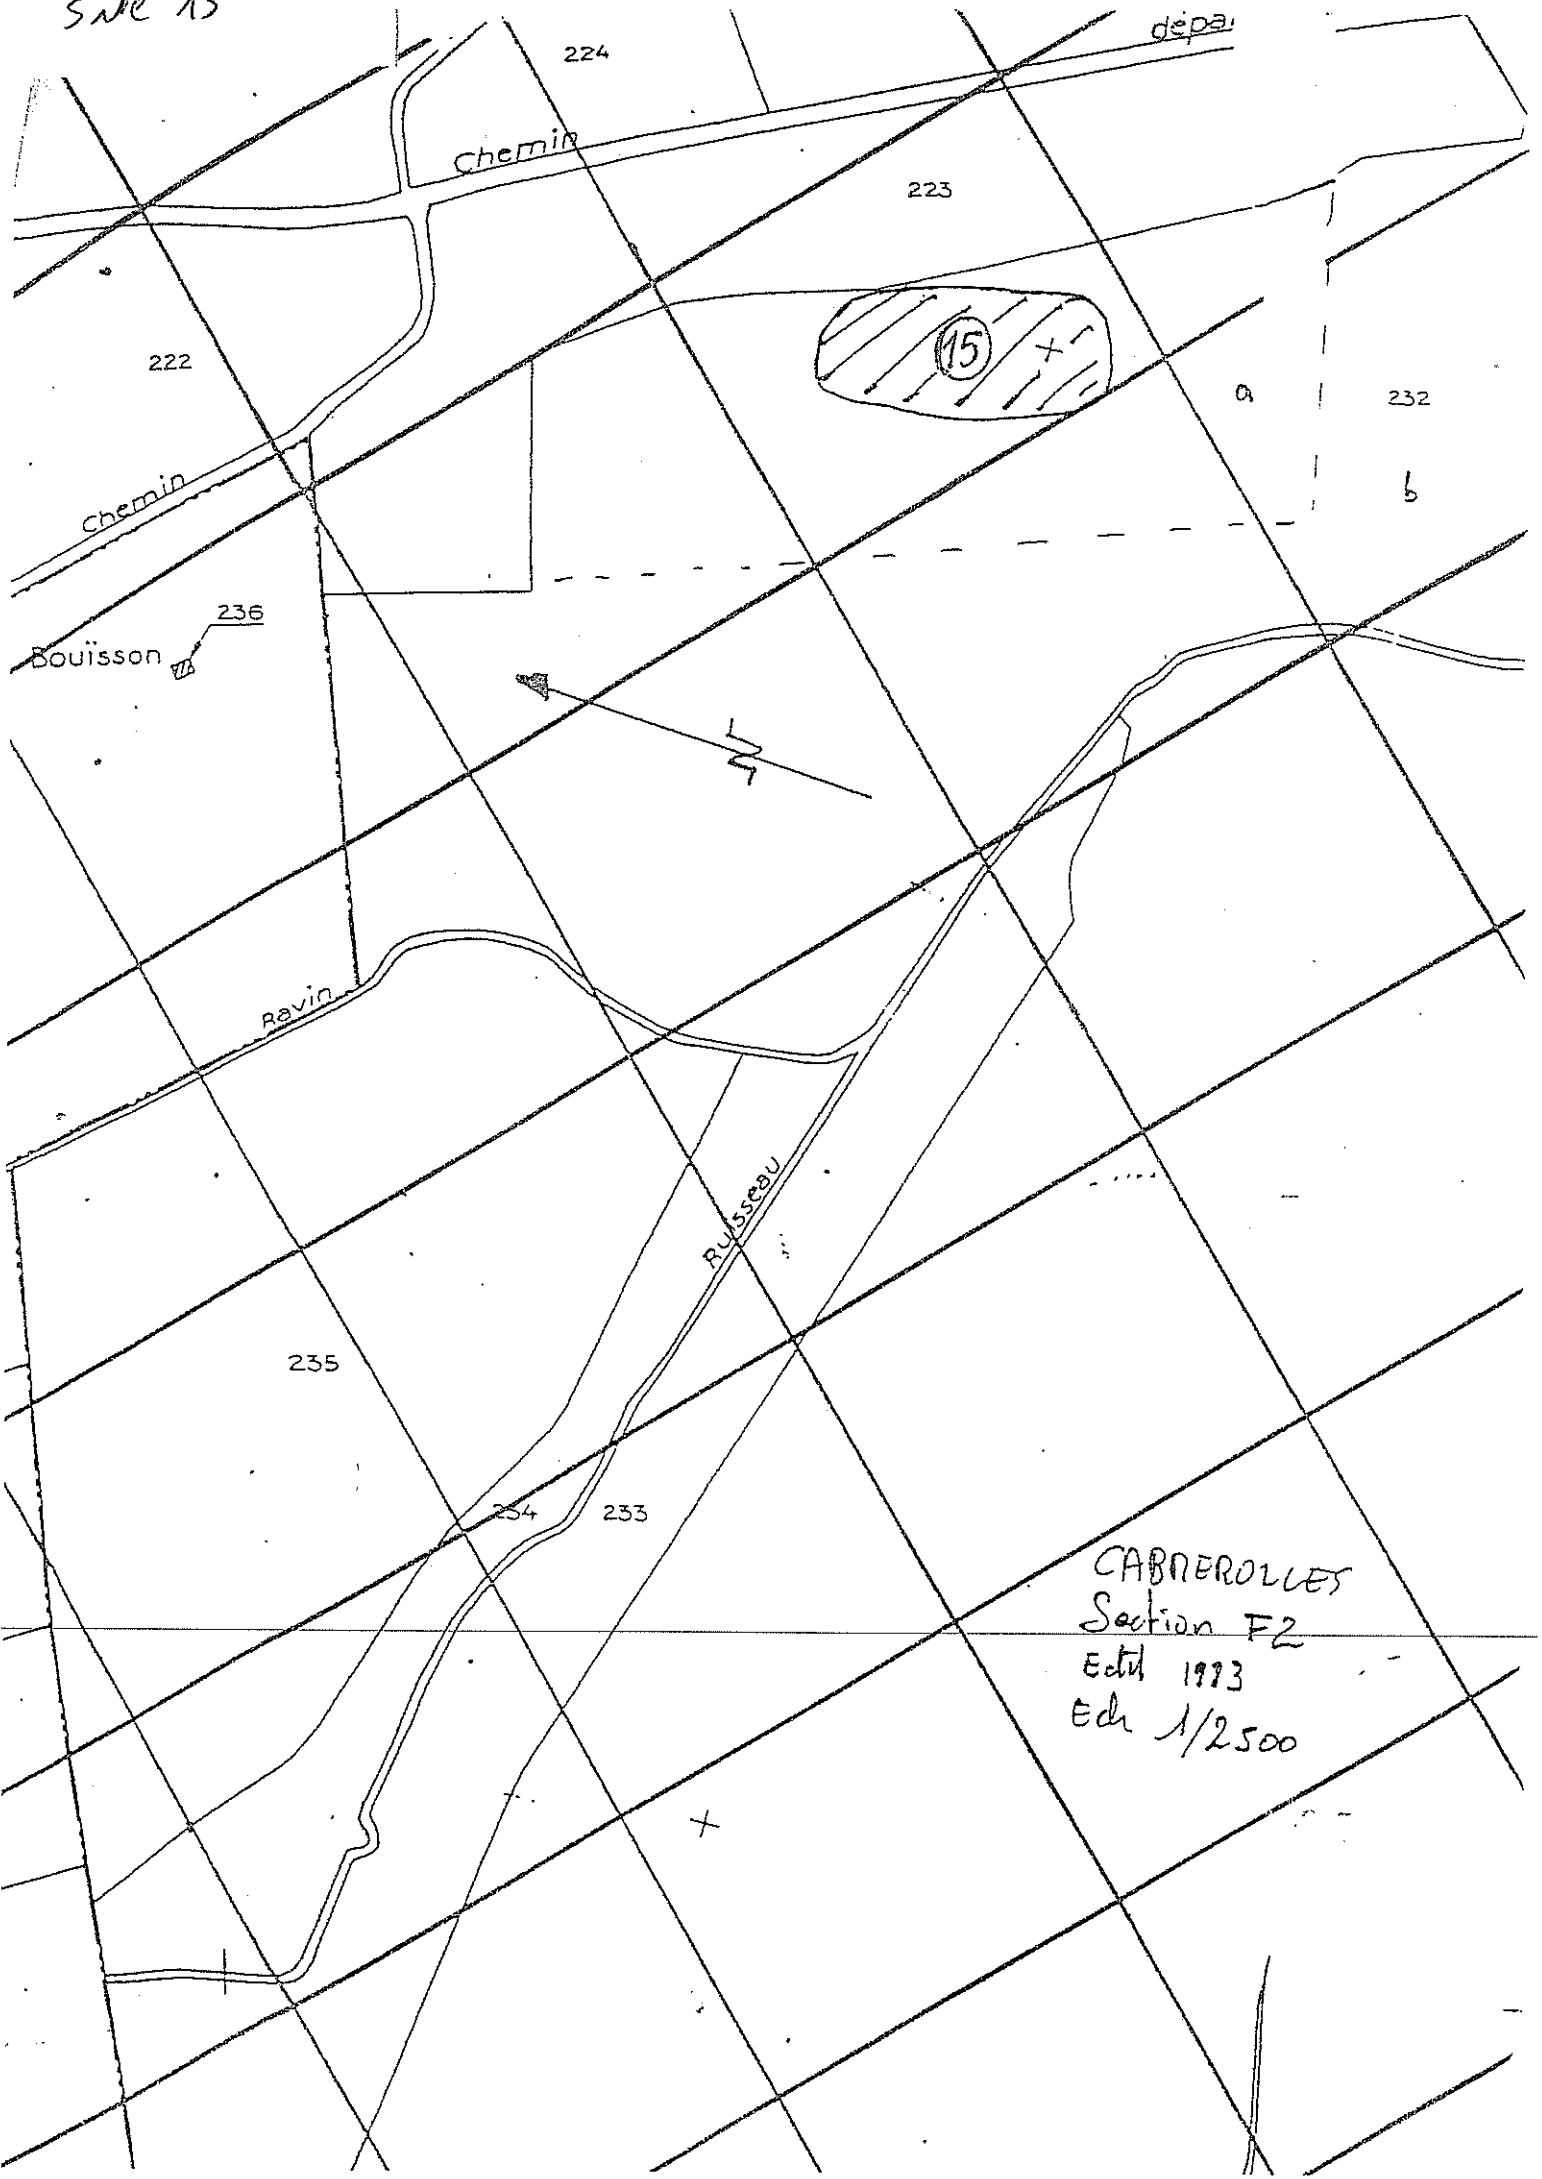 224
dépa
Chemin
223
222
15
a
232
Chemin
b
236
Bouïsson
N
Ravin
Ruisseau
235
234
233
CABREROLLES
Section F2
1983
Ech 1/2500